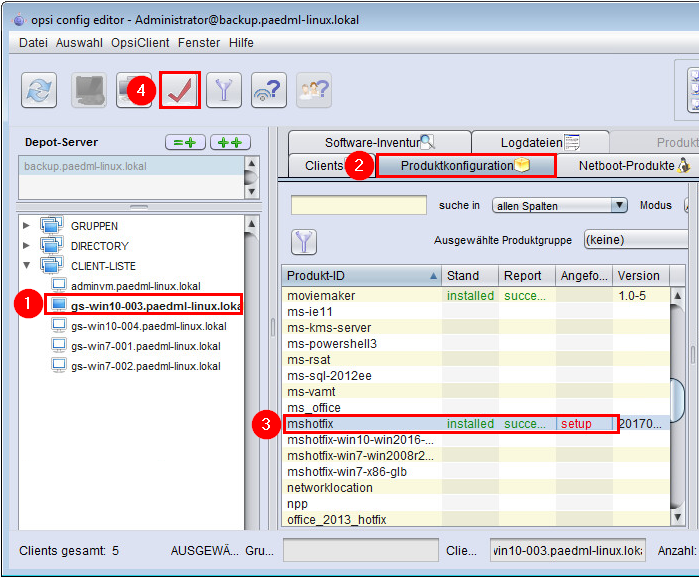 opsi config editor - Administrator@backup.paedml-linux.lokal
Datei Auswahl OpsiClient Fenster Hilfe
4
Depot-Server
backup.paedml-linux.lokal
Software-Inventur
Logdateien
Produkt
Clients
2
Produktkonfiguration
Netboot-Produkte
suche in
allen Spalten
Modus
Ausgewählte Produktgruppe
(keine)
GRUPPEN
DIRECTORY
CLIENT-LISTE
adminvm.paedml-linux.lokal
1
gs-win10-003.paedml-linux.loka
gs-win10-004.paedml-linux.lokal
gs-win7-001.paedml-linux.lokal
gs-win7-002.paedml-linux.lokal
Produkt-ID Stand Report Angefo... Version
moviemaker installed succe... 1.0-5
ms-ie11
ms-kms-server
ms-powershell3
ms-rsat
ms-sql-2012ee
ms-vamt
ms_office
3
mshotfix installed succe... setup 20170...
mshotfix-win10-win2016-...
mshotfix-win7-win2008r2...
mshotfix-win7-x86-glb
networklocation
npp
office_2013_hotfix
Clients gesamt: 5 AUSGEWÄ... Gru... Clie... vin10-003.paedml-linux.loka Anzahl: